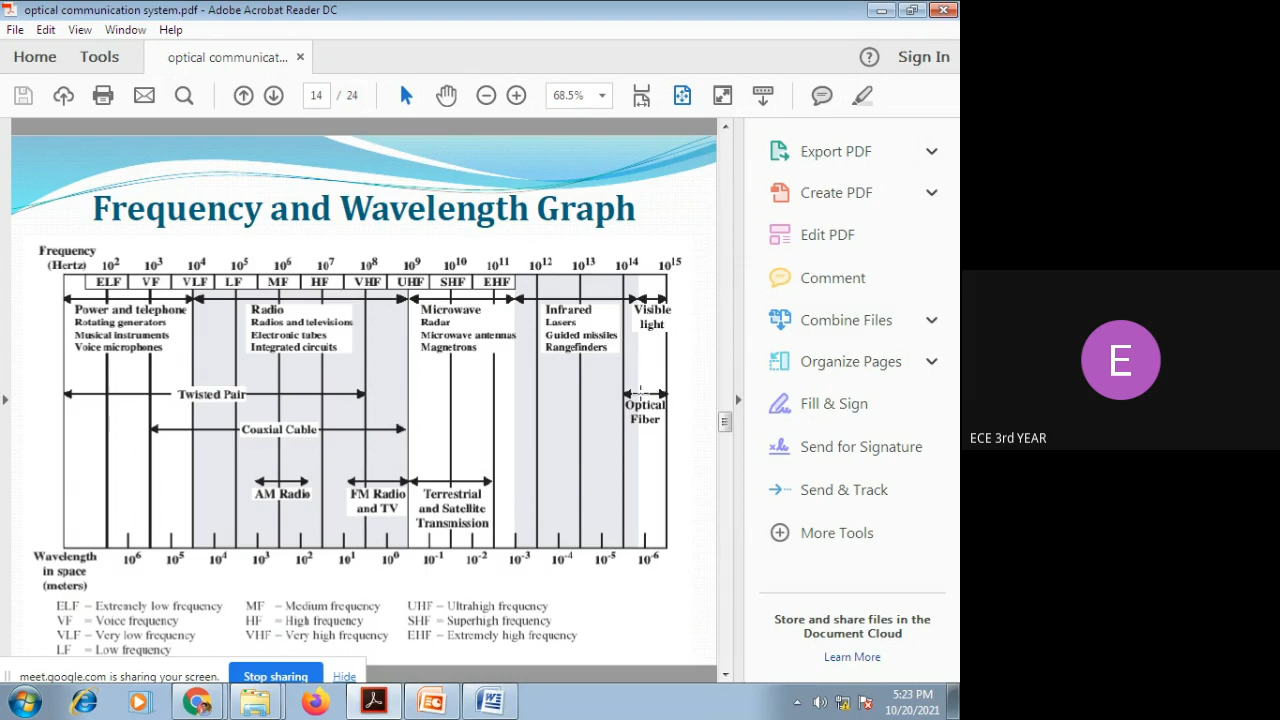 optical communication system.pdf - Adobe Acrobat Reader DC
File Edit View Window Help
Home Tools optical communicat... × Sign In
14 / 24 68.5%
Frequency and Wavelength Graph
Frequency
(Hertz) 10² 10³ 10⁴ 10⁵ 10⁶ 10⁷ 10⁸ 10⁹ 10¹⁰ 10¹¹ 10¹² 10¹³ 10¹⁴ 10¹⁵
ELF VF VLF LF MF HF VHF UHF SHF EHF
Power and telephone
Rotating generators
Musical instruments
Voice microphones
Radio
Radios and televisions
Electronic tubes
Integrated circuits
Microwave
Radar
Microwave antennas
Magnetrons
Infrared
Lasers
Guided missiles
Rangefinders
Visible
light
Twisted Pair
Optical
Fiber
Coaxial Cable
AM Radio
FM Radio
and TV
Terrestrial
and Satellite
Transmission
Wavelength
in space
(meters)
10⁶ 10⁵ 10⁴ 10³ 10² 10¹ 10⁰ 10⁻¹ 10⁻² 10⁻³ 10⁻⁴ 10⁻⁵ 10⁻⁶
ELF = Extremely low frequency
VF = Voice frequency
VLF = Very low frequency
LF = Low frequency
MF = Medium frequency
HF = High frequency
VHF = Very high frequency
UHF = Ultrahigh frequency
SHF = Superhigh frequency
EHF = Extremely high frequency
Export PDF
Create PDF
Edit PDF
Comment
Combine Files
Organize Pages
Fill & Sign
Send for Signature
Send & Track
More Tools
Store and share files in the
Document Cloud
Learn More
meet.google.com is sharing your screen. Stop sharing Hide
5:23 PM
10/20/2021
E
ECE 3rd YEAR